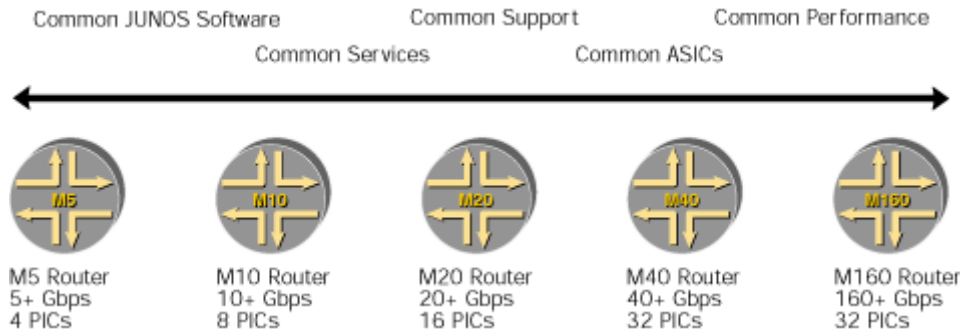 Common JUNOS Software Common Support Common Performance
Common Services Common ASICs
M5 M10 M20 M40 M160
M5 Router M10 Router M20 Router M40 Router M160 Router
5+ Gbps 10+ Gbps 20+ Gbps 40+ Gbps 160+ Gbps
4 PICs 8 PICs 16 PICs 32 PICs 32 PICs